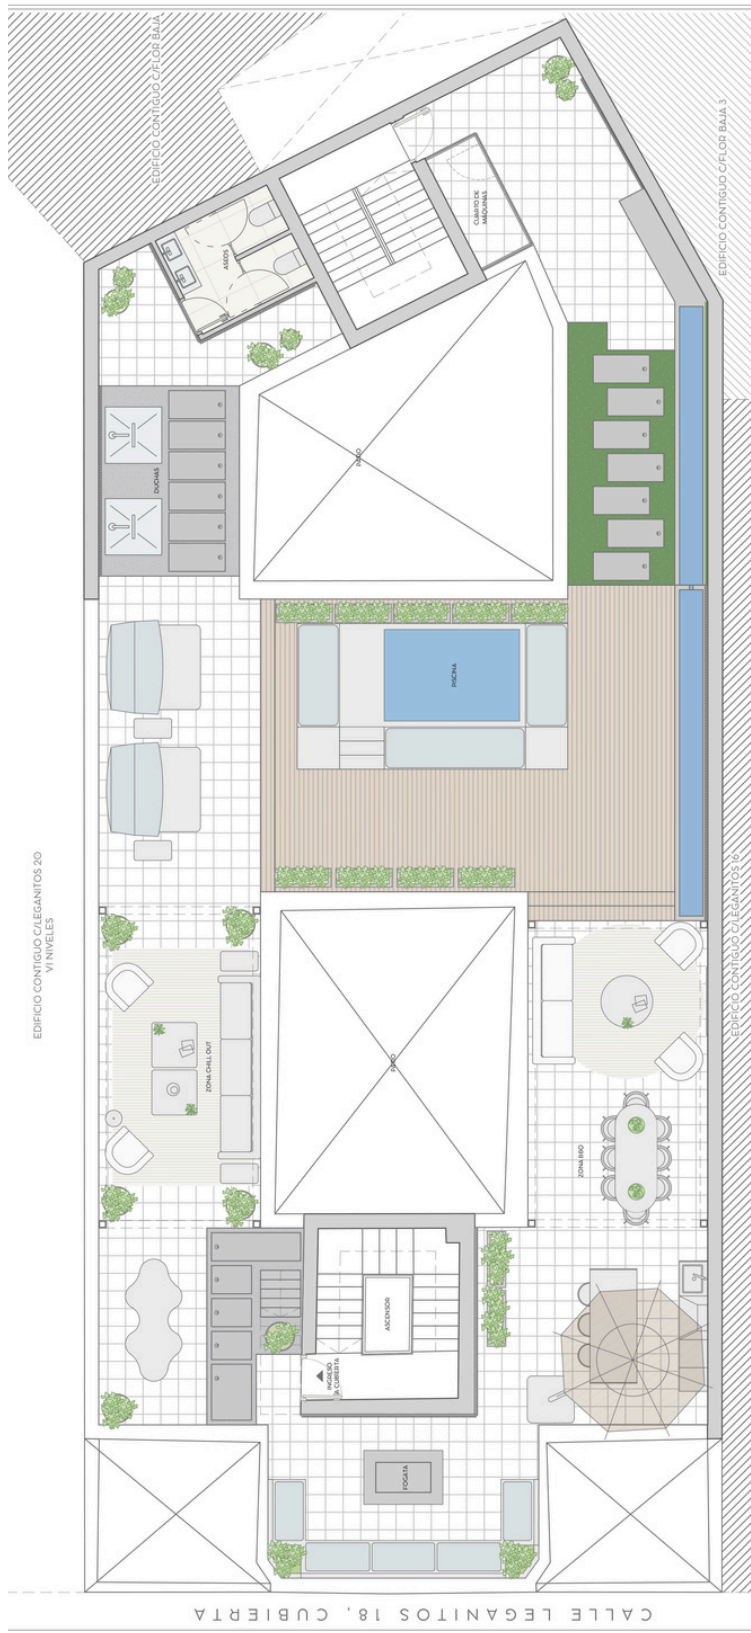 EDIFICIO CONTIGUO C/FLOR BAJA
EDIFICIO CONTIGUO C/FLOR BAJA 3
CUARTO DE
MÁQUINAS
ASEOS
PATIO
DUCHAS
PISCINA
EDIFICIO CONTIGUO C/LEGANITOS 20
VI NIVELES
EDIFICIO CONTIGUO C/LEGANITOS 16
ZONA CHILL OUT
PATIO
ZONA BBQ
ASCENSOR
INGRESO
A CUBIERTA
FOGATA
CALLE LEGANITOS 18, CUBIERTA